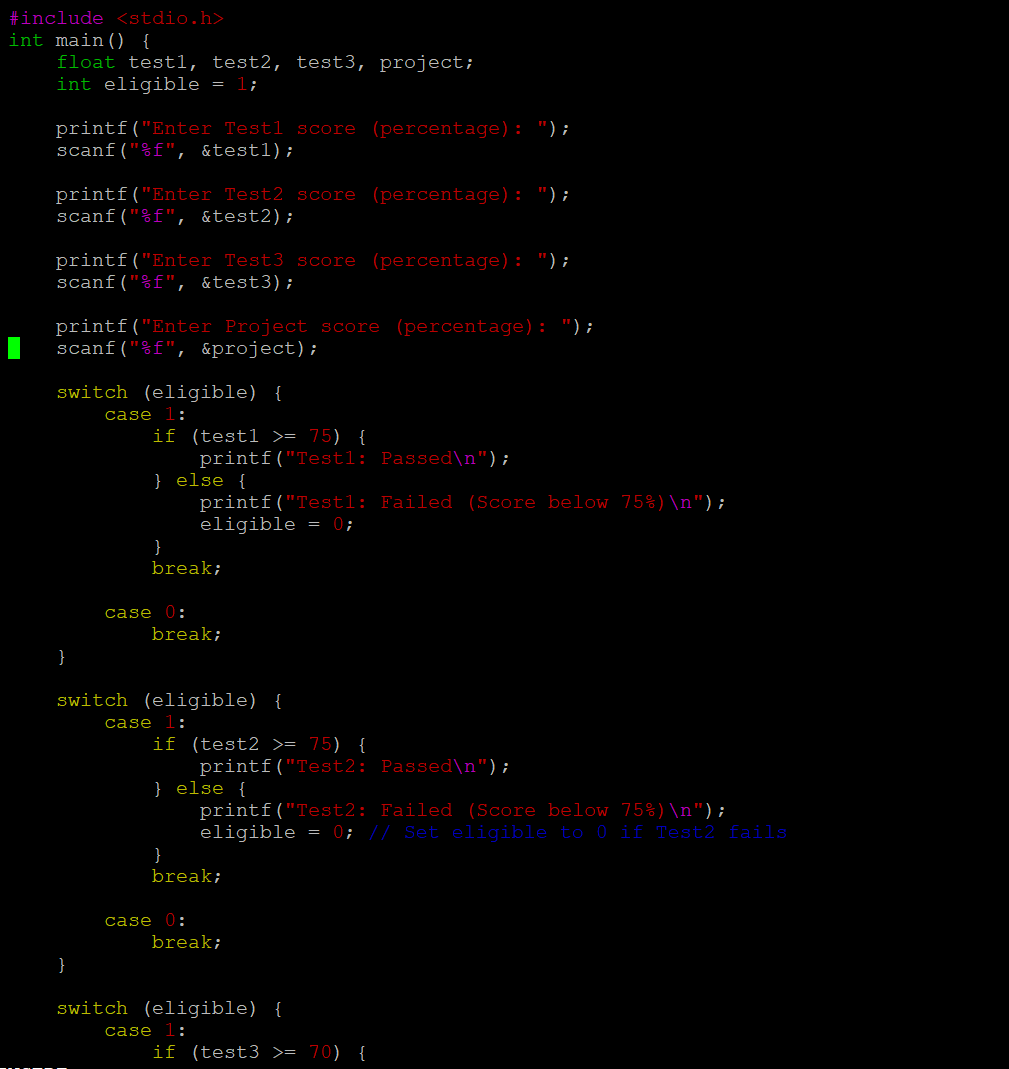 #include <stdio.h>
int main() {
    float test1, test2, test3, project;
    int eligible = 1;

    printf("Enter Test1 score (percentage): ");
    scanf("%f", &test1);

    printf("Enter Test2 score (percentage): ");
    scanf("%f", &test2);

    printf("Enter Test3 score (percentage): ");
    scanf("%f", &test3);

    printf("Enter Project score (percentage): ");
    scanf("%f", &project);

    switch (eligible) {
        case 1:
            if (test1 >= 75) {
                printf("Test1: Passed\n");
            } else {
                printf("Test1: Failed (Score below 75%)\n");
                eligible = 0;
            }
            break;

        case 0:
            break;
    }

    switch (eligible) {
        case 1:
            if (test2 >= 75) {
                printf("Test2: Passed\n");
            } else {
                printf("Test2: Failed (Score below 75%)\n");
                eligible = 0; // Set eligible to 0 if Test2 fails
            }
            break;

        case 0:
            break;
    }

    switch (eligible) {
        case 1:
            if (test3 >= 70) {